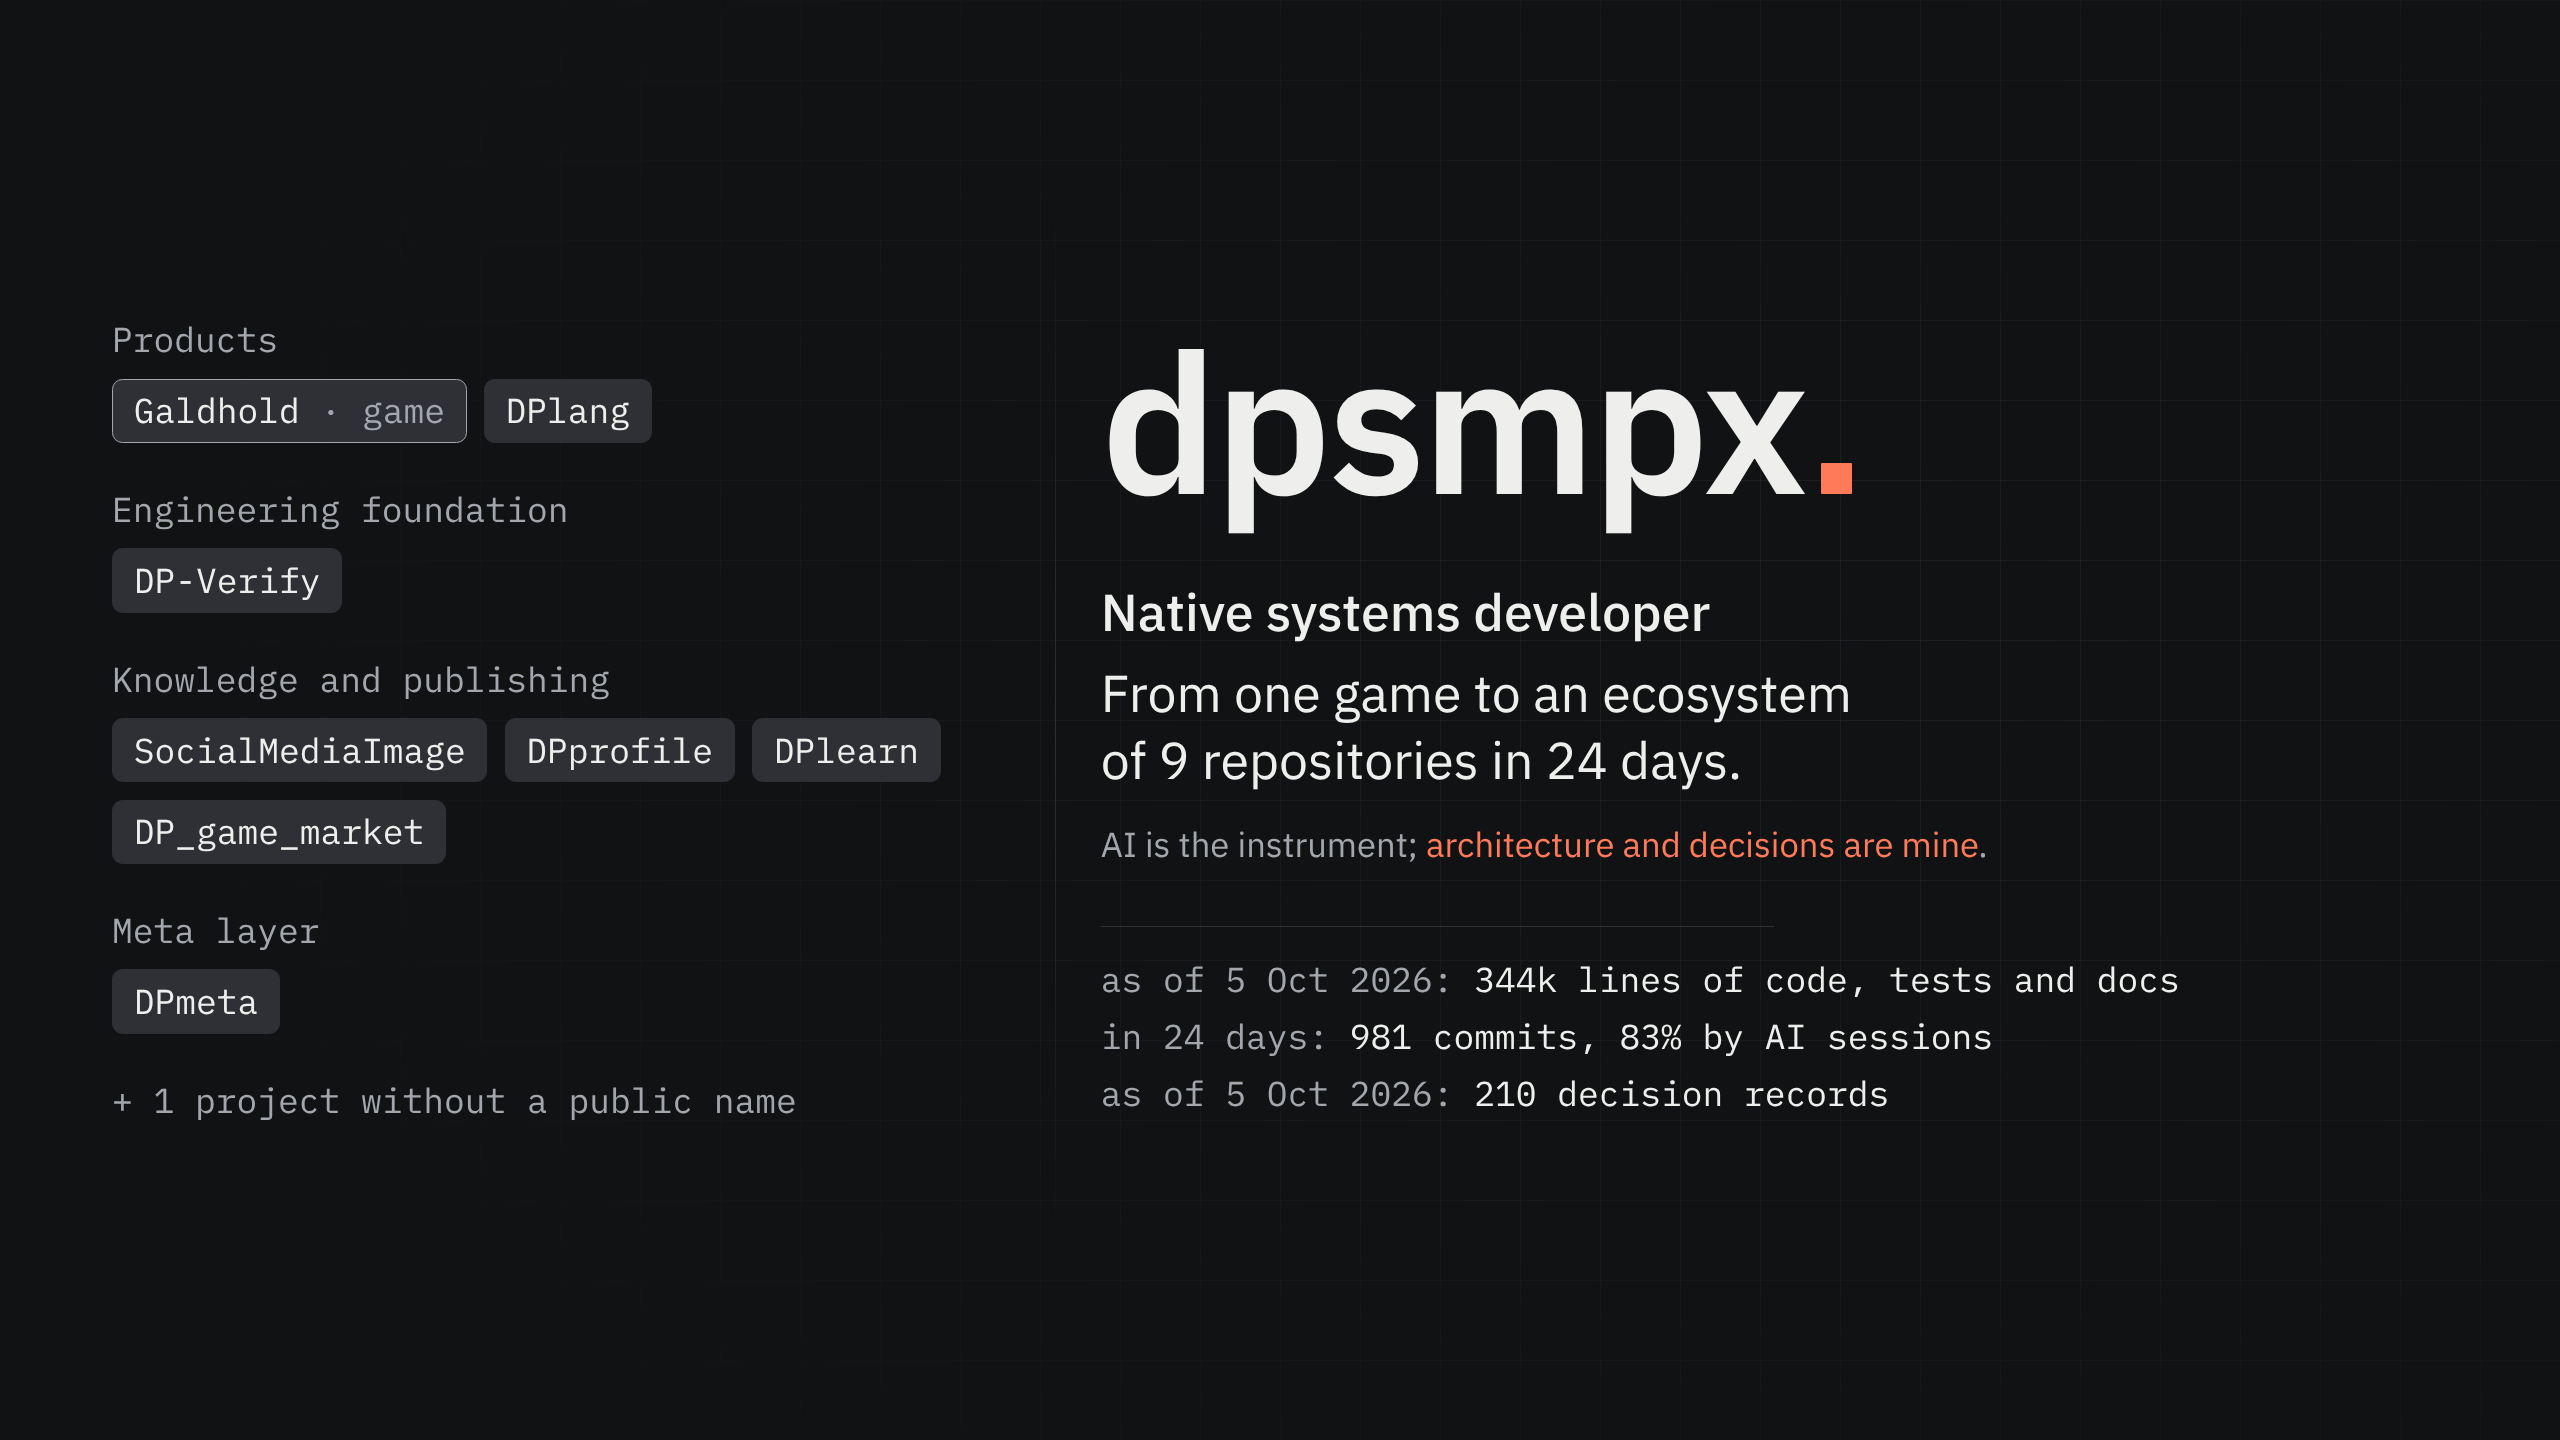 Products
Galdhold · game DPlang
Engineering foundation
DP-Verify
Knowledge and publishing
SocialMediaImage DPprofile DPlearn
DP_game_market
Meta layer
DPmeta
+ 1 project without a public name
dpsmpx.
Native systems developer
From one game to an ecosystem
of 9 repositories in 24 days.
AI is the instrument; architecture and decisions are mine.
as of 5 Oct 2026: 344k lines of code, tests and docs
in 24 days: 981 commits, 83% by AI sessions
as of 5 Oct 2026: 210 decision records